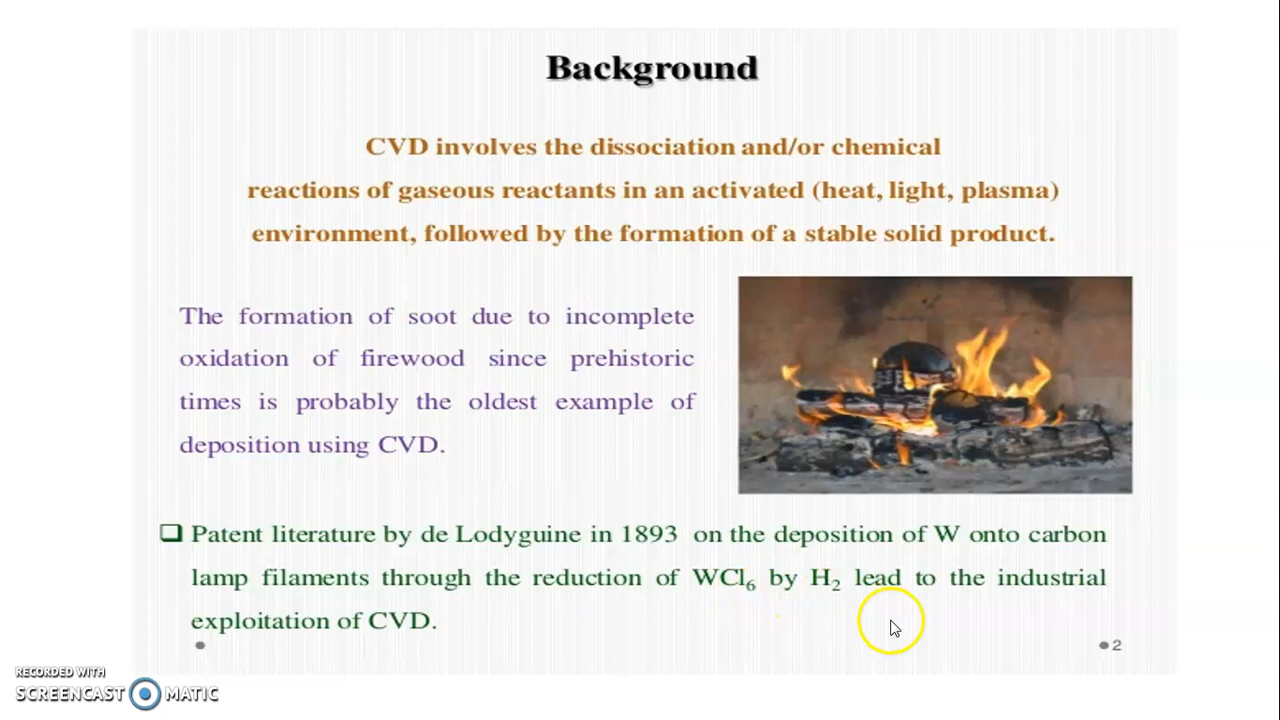 Background
CVD involves the dissociation and/or chemical
reactions of gaseous reactants in an activated (heat, light, plasma)
environment, followed by the formation of a stable solid product.
The formation of soot due to incomplete
oxidation of firewood since prehistoric
times is probably the oldest example of
deposition using CVD.
❑ Patent literature by de Lodyguine in 1893 on the deposition of W onto carbon
lamp filaments through the reduction of WCl₆ by H₂ lead to the industrial
exploitation of CVD.
2
RECORDED WITH
SCREENCAST MATIC